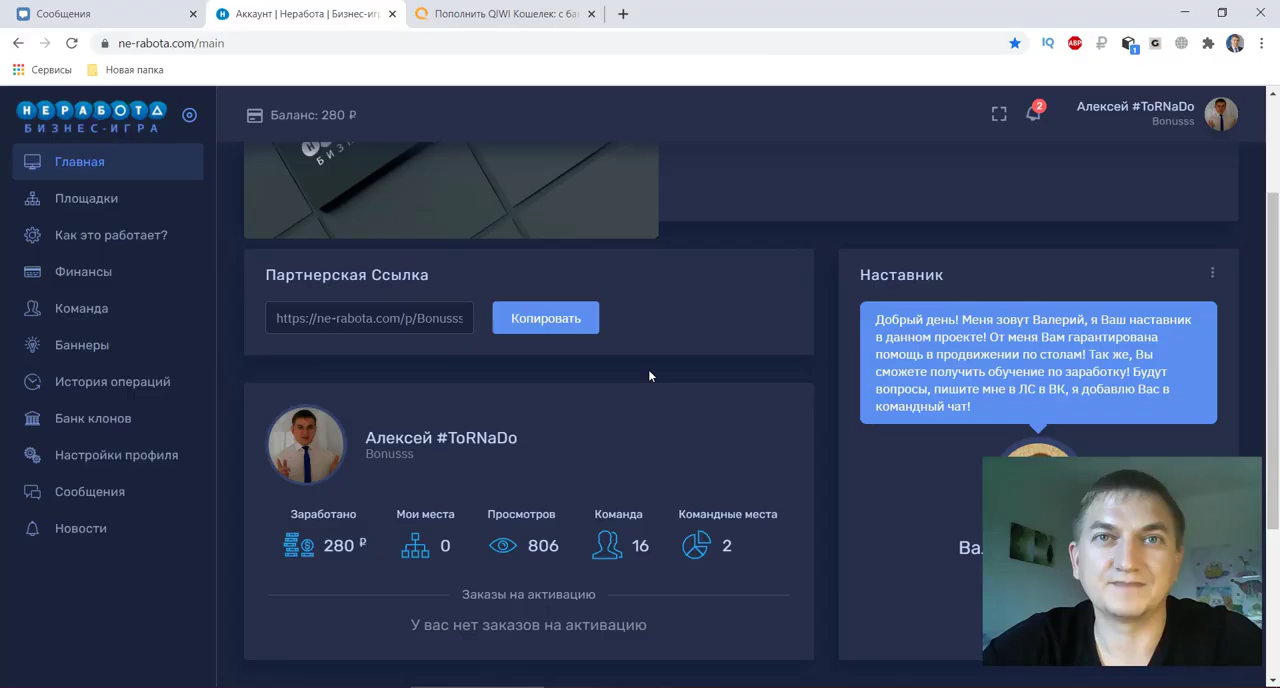 Сообщения
Аккаунт | Неработа | Бизнес-иг
Пополнить QIWI Кошелек: с ба
ne-rabota.com/main
IQ
ABP
1
G
Сервисы
Новая папка
НЕРАБОТА
БИЗНЕС-ИГРА
Баланс: 280 ₽
2
Алексей #ToRNaDo
Bonusss
Главная
Площадки
Как это работает?
Финансы
Команда
Баннеры
История операций
Банк клонов
Настройки профиля
Сообщения
Новости
Партнерская Ссылка
https://ne-rabota.com/p/Bonusss
Копировать
Наставник
Добрый день! Меня зовут Валерий, я Ваш наставник
в данном проекте! От меня Вам гарантирована
помощь в продвижении по столам! Так же, Вы
сможете получить обучение по заработку! Будут
вопросы, пишите мне в ЛС в ВК, я добавлю Вас в
командный чат!
Алексей #ToRNaDo
Bonusss
Заработано
Мои места
Просмотров
Команда
Командные места
280 ₽
0
806
16
2
Заказы на активацию
У вас нет заказов на активацию